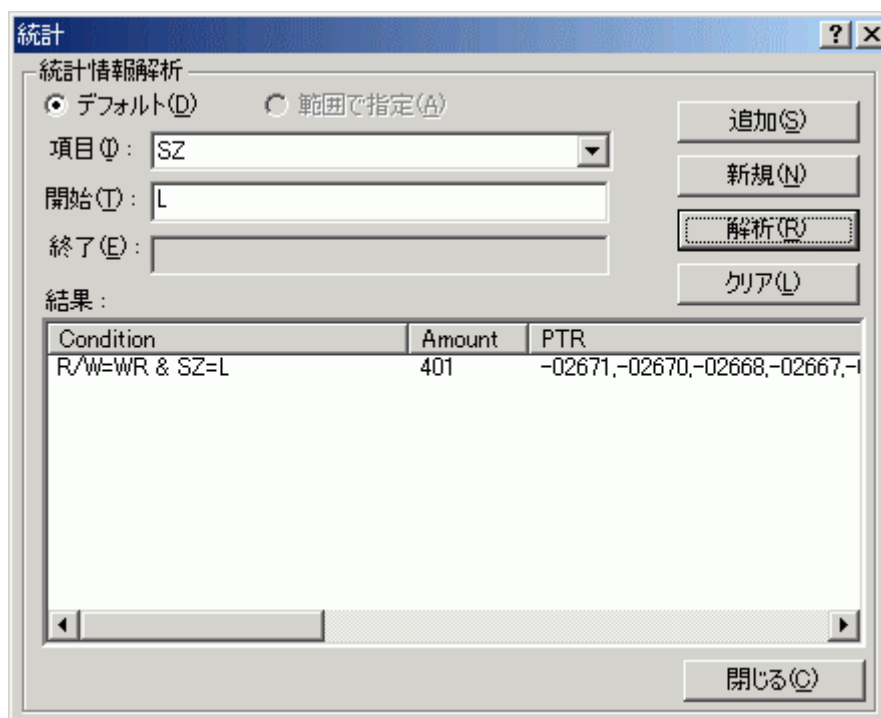 統計
統計情報解析
デフォルト(D) 範囲で指定(A)
追加(S)
項目(I): SZ
新規(N)
開始(T): L
解析(R)
終了(E):
クリア(L)
結果:
Condition Amount PTR
R/W=WR & SZ=L 401 -02671,-02670,-02668,-02667,-
閉じる(C)